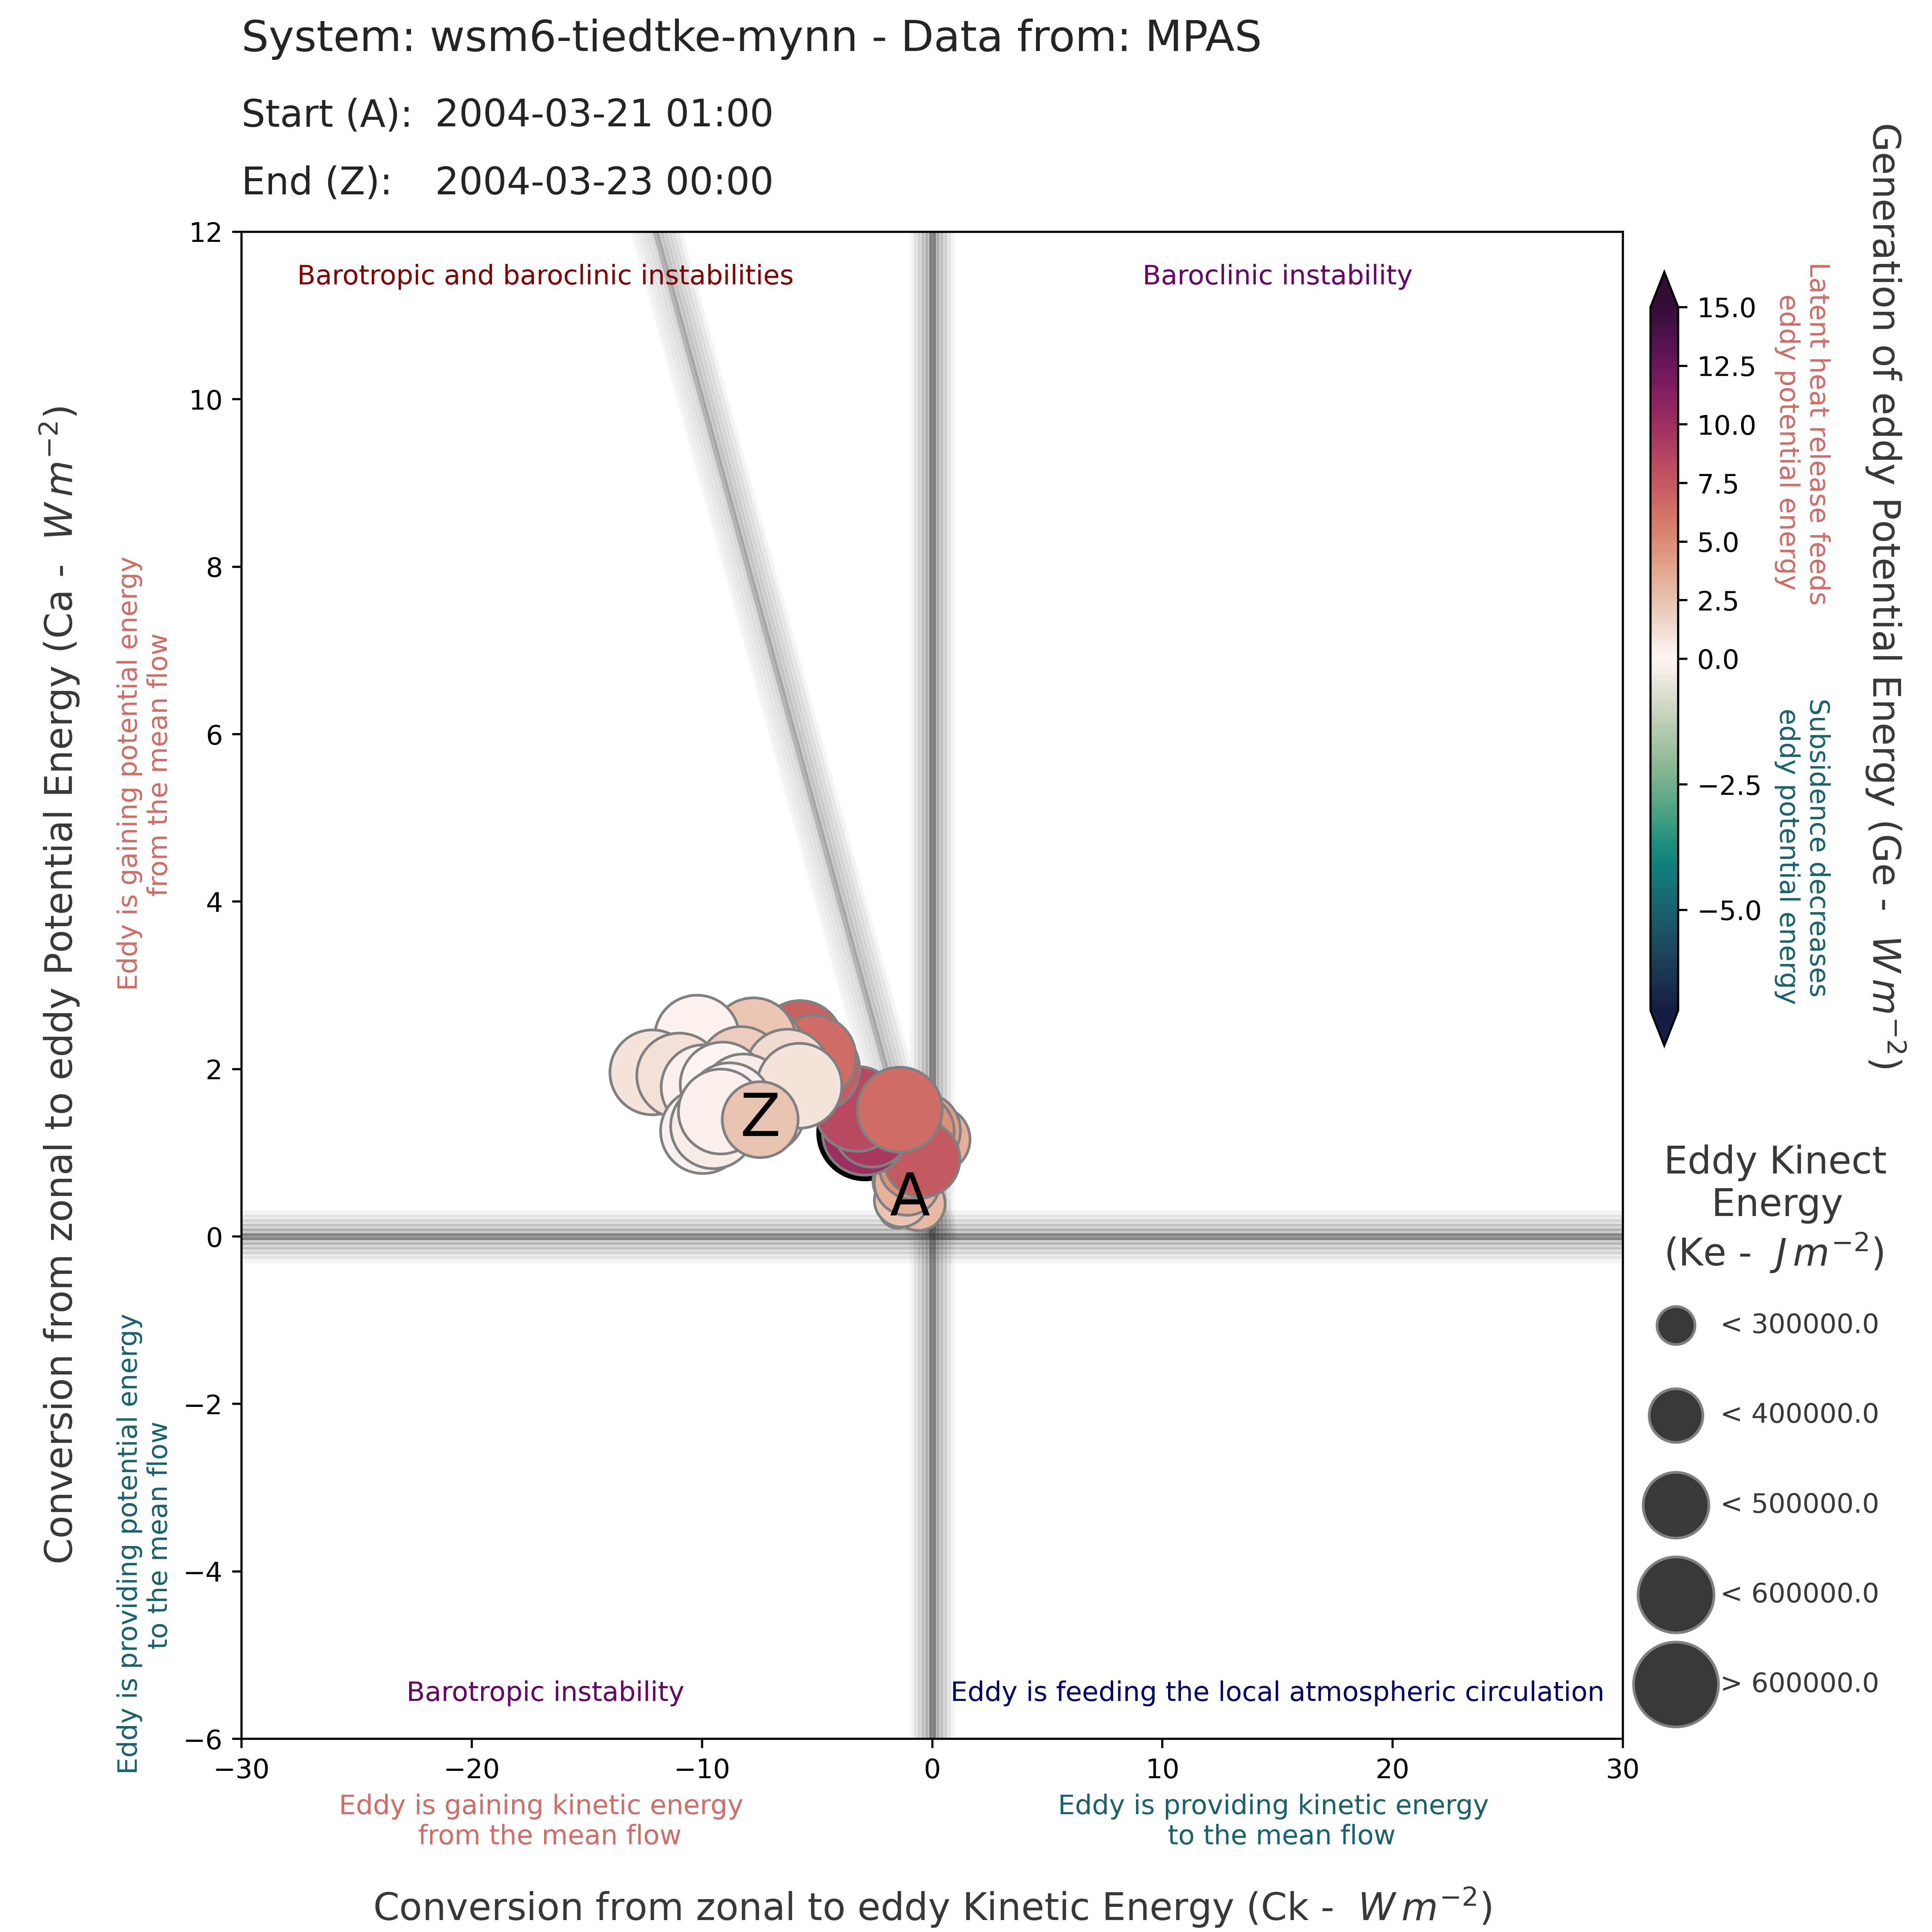 System: wsm6-tiedtke-mynn - Data from: MPAS
Start (A): 2004-03-21 01:00
End (Z): 2004-03-23 00:00
Conversion from zonal to eddy Potential Energy (Ca - W m⁻²)
Eddy is gaining potential energy
from the mean flow
Eddy is providing potential energy
to the mean flow
12
10
8
6
4
2
0
−2
−4
−6
Barotropic and baroclinic instabilities
Baroclinic instability
Z
A
Barotropic instability
Eddy is feeding the local atmospheric circulation
−30
−20
−10
0
10
20
30
Eddy is gaining kinetic energy
from the mean flow
Eddy is providing kinetic energy
to the mean flow
Conversion from zonal to eddy Kinetic Energy (Ck - W m⁻²)
15.0
12.5
10.0
7.5
5.0
2.5
0.0
−2.5
−5.0
Latent heat release feeds
eddy potential energy
Subsidence decreases
eddy potential energy
Generation of eddy Potential Energy (Ge - W m⁻²)
Eddy Kinect
Energy
(Ke - J m⁻²)
< 300000.0
< 400000.0
< 500000.0
< 600000.0
> 600000.0